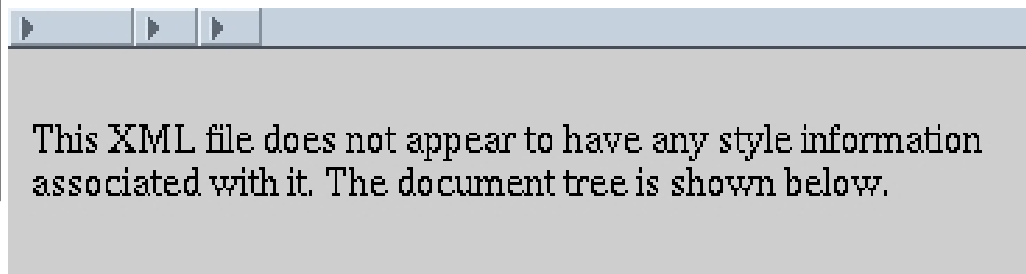 This XML file does not appear to have any style information
associated with it. The document tree is shown below.